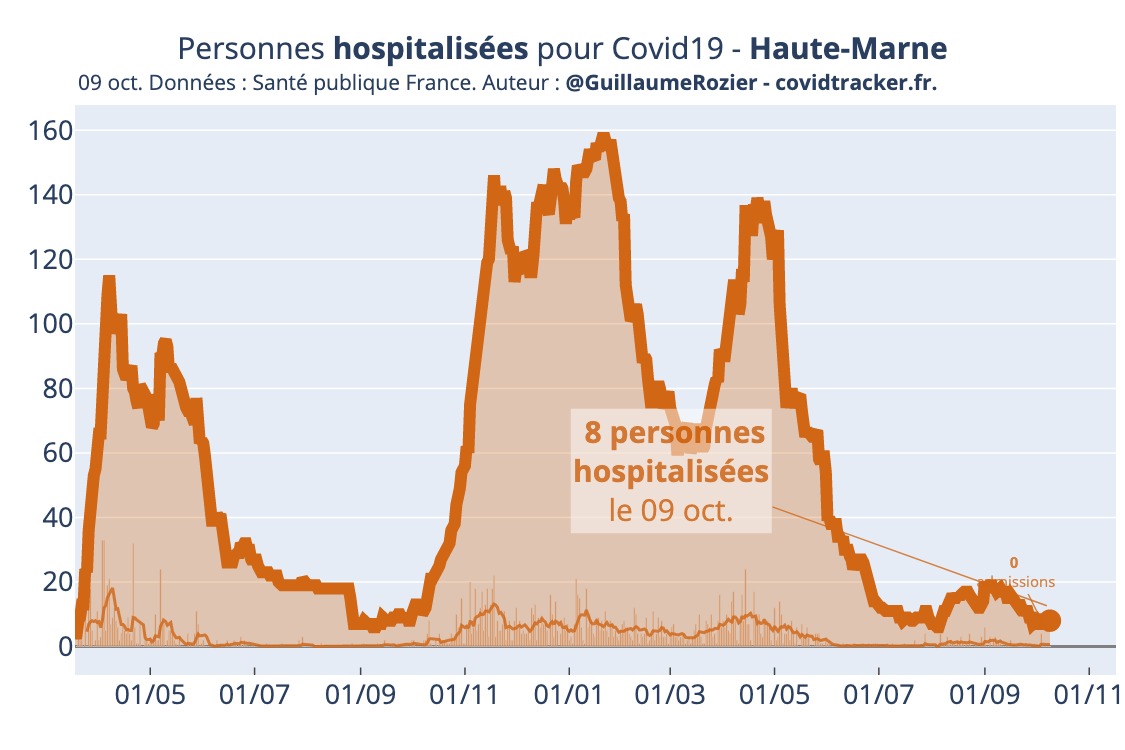 Personnes hospitalisées pour Covid19 - Haute-Marne
09 oct. Données : Santé publique France. Auteur : @GuillaumeRozier - covidtracker.fr.
160
140
120
100
80
60
40
20
0
8 personnes
hospitalisées
le 09 oct.
0
admissions
01/05 01/07 01/09 01/11 01/01 01/03 01/05 01/07 01/09 01/11